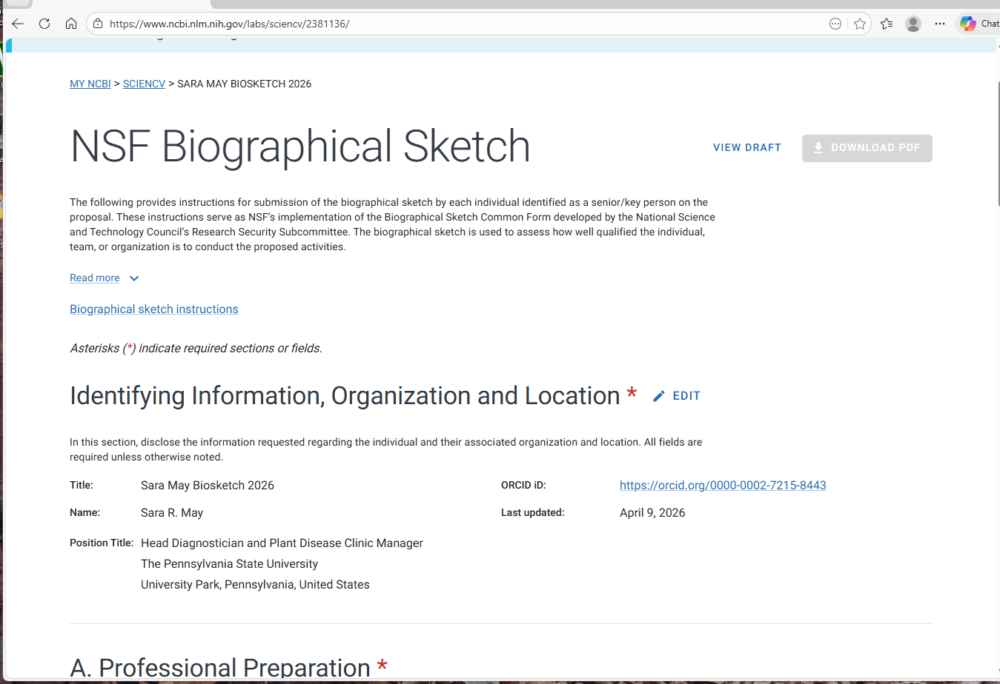 https://www.ncbi.nlm.nih.gov/labs/sciencv/2381136/
Chat
MY NCBI > SCIENCV > SARA MAY BIOSKETCH 2026
NSF Biographical Sketch
VIEW DRAFT
DOWNLOAD PDF
The following provides instructions for submission of the biographical sketch by each individual identified as a senior/key person on the
proposal. These instructions serve as NSF's implementation of the Biographical Sketch Common Form developed by the National Science
and Technology Council's Research Security Subcommittee. The biographical sketch is used to assess how well qualified the individual,
team, or organization is to conduct the proposed activities.
Read more
Biographical sketch instructions
Asterisks (*) indicate required sections or fields.
Identifying Information, Organization and Location *
EDIT
In this section, disclose the information requested regarding the individual and their associated organization and location. All fields are
required unless otherwise noted.
Title: Sara May Biosketch 2026
ORCID iD: https://orcid.org/0000-0002-7215-8443
Name: Sara R. May
Last updated: April 9, 2026
Position Title: Head Diagnostician and Plant Disease Clinic Manager
The Pennsylvania State University
University Park, Pennsylvania, United States
A. Professional Preparation *